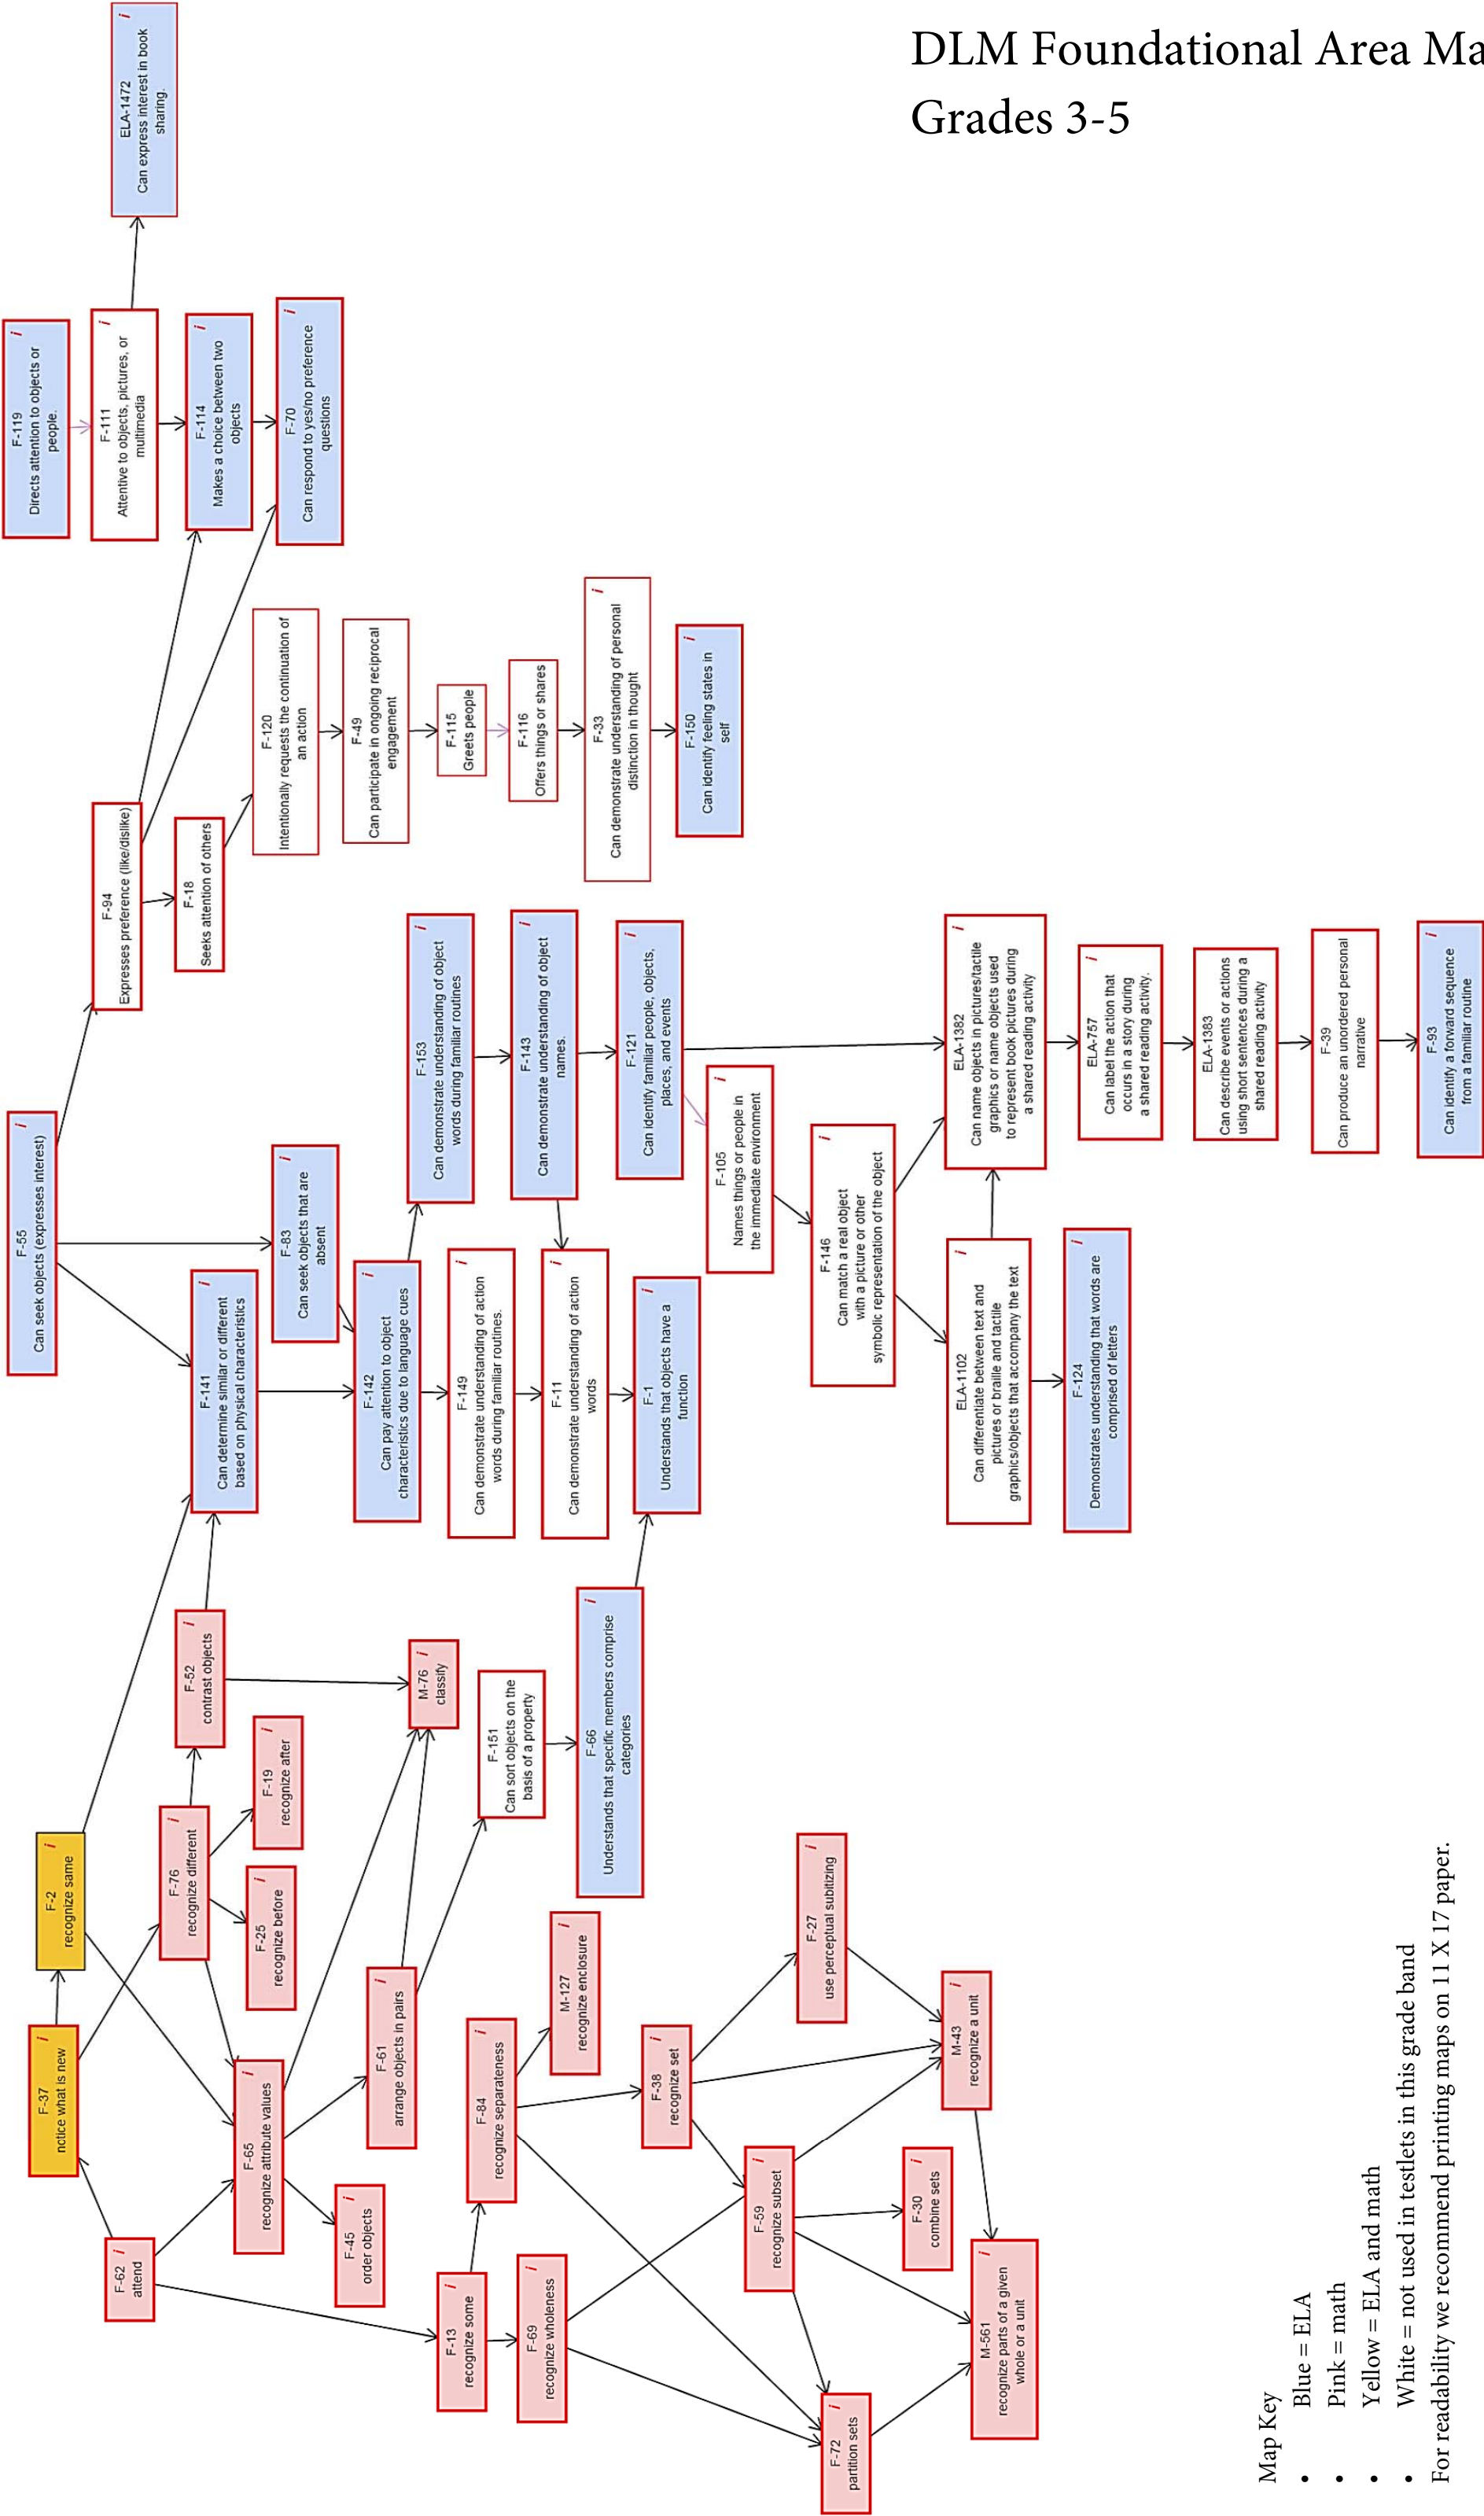 DLM Foundational Area Ma
Grades 3-5
ELA-1472
Can express interest in book
sharing.
F-119
Directs attention to objects or
people.
F-111
Attentive to objects, pictures, or
multimedia
F-114
Makes a choice between two
objects
F-70
Can respond to yes/no preference
questions
F-94
Expresses preference (like/dislike)
F-18
Seeks attention of others
F-120
Intentionally requests the continuation of
an action
F-49
Can participate in ongoing reciprocal
engagement
F-115
Greets people
F-116
Offers things or shares
F-33
Can demonstrate understanding of personal
distinction in thought
F-150
Can identify feeling states in
self
F-55
Can seek objects (expresses interest)
F-83
Can seek objects that are
absent
F-141
Can determine similar or different
based on physical characteristics
F-142
Can pay attention to object
characteristics due to language cues
F-153
Can demonstrate understanding of object
words during familiar routines
F-143
Can demonstrate understanding of object
names.
F-121
Can identify familiar people, objects,
places, and events
F-149
Can demonstrate understanding of action
words during familiar routines.
F-11
Can demonstrate understanding of action
words
F-1
Understands that objects have a
function
F-105
Names things or people in
the immediate environment
F-146
Can match a real object
with a picture or other
symbolic representation of the object
ELA-1382
Can name objects in pictures/tactile
graphics or name objects used
to represent book pictures during
a shared reading activity
ELA-757
Can label the action that
occurs in a story during
a shared reading activity.
ELA-1383
Can describe events or actions
using short sentences during a
shared reading activity
F-39
Can produce an unordered personal
narrative
F-93
Can identify a forward sequence
from a familiar routine
ELA-1102
Can differentiate between text and
pictures or braille and tactile
graphics/objects that accompany the text
F-124
Demonstrates understanding that words are
comprised of letters
F-37
nctice what is new
F-2
recognize same
F-62
attend
F-76
recognize different
F-52
contrast objects
F-19
recognize after
F-25
recognize before
F-65
recognize attribute values
F-45
order objects
F-61
arrange objects in pairs
M-76
classify
F-151
Can sort objects on the
basis of a property
F-66
Understands that specific members comprise
categories
F-13
recognize some
F-84
recognize separateness
F-69
recognize wholeness
M-127
recognize enclosure
F-38
recognize set
F-27
use perceptual subitizing
F-59
recognize subset
F-30
combine sets
M-43
recognize a unit
F-72
partition sets
M-561
recognize parts of a given
whole or a unit
Map Key
• Blue = ELA
• Pink = math
• Yellow = ELA and math
• White = not used in testlets in this grade band
For readability we recommend printing maps on 11 X 17 paper.